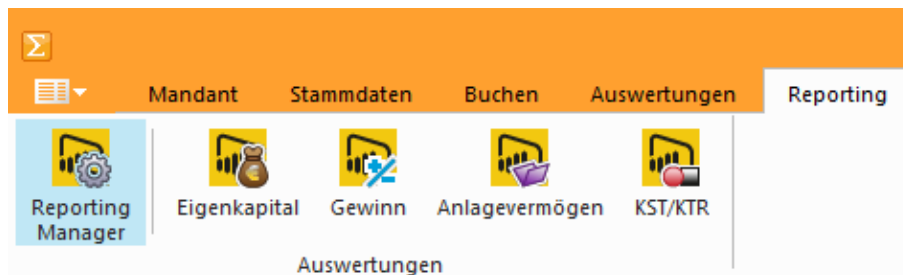 Σ
Mandant Stammdaten Buchen Auswertungen Reporting
Reporting Manager
Eigenkapital Gewinn Anlagevermögen KST/KTR
Auswertungen